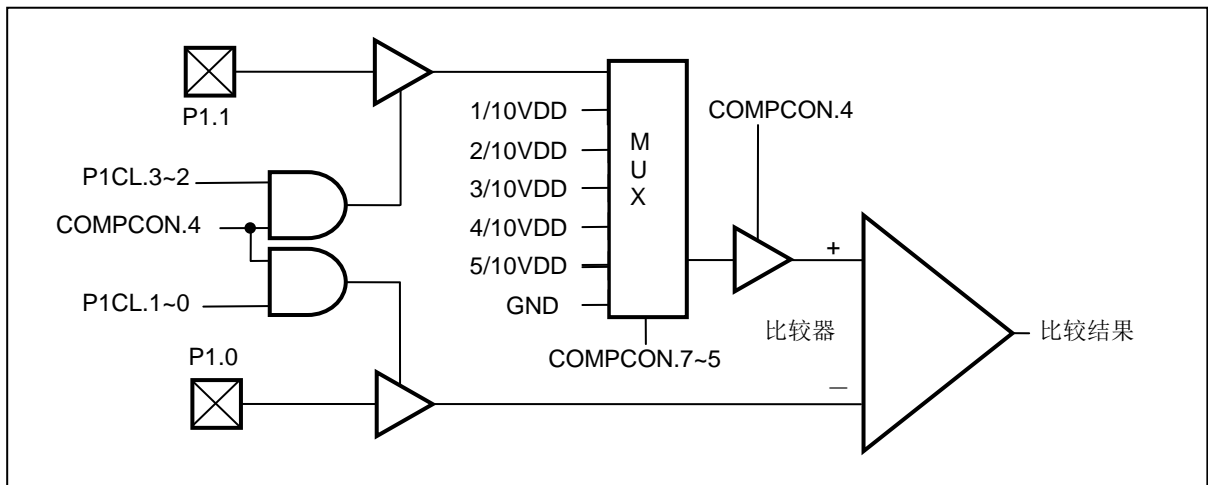 P1.1
P1CL.3~2
COMPCON.4
P1CL.1~0
P1.0
1/10VDD
2/10VDD
3/10VDD
4/10VDD
5/10VDD
GND
M
U
X
COMPCON.7~5
COMPCON.4
+
比较器
—
比较结果